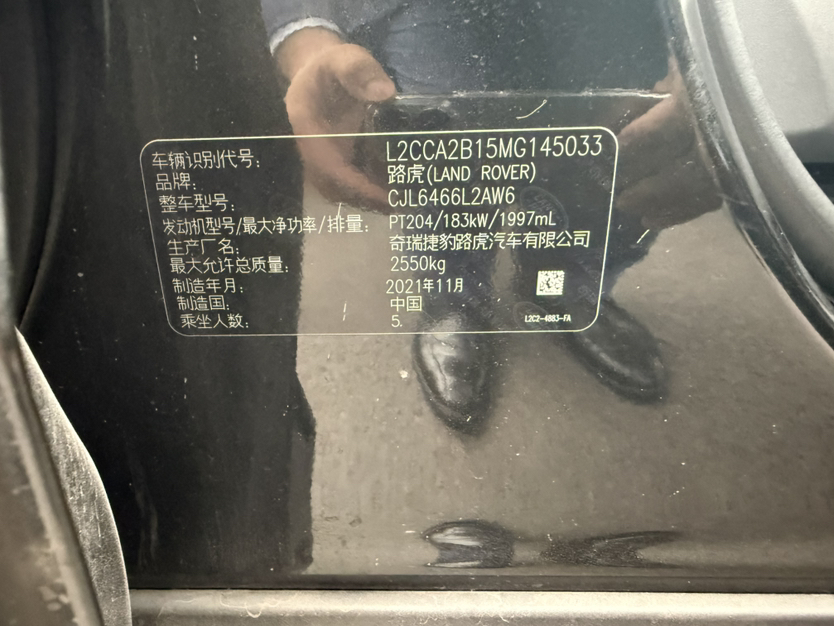 车辆识别代号: L2CCA2B15MG145033
品牌: 路虎(LAND ROVER)
整车型号: CJL6466L2AW6
发动机型号/最大净功率/排量: PT204/183kW/1997mL
生产厂名: 奇瑞捷豹路虎汽车有限公司
最大允许总质量: 2550kg
制造年月: 2021年11月
制造国: 中国
乘坐人数: 5.
L2C2-4883-FA